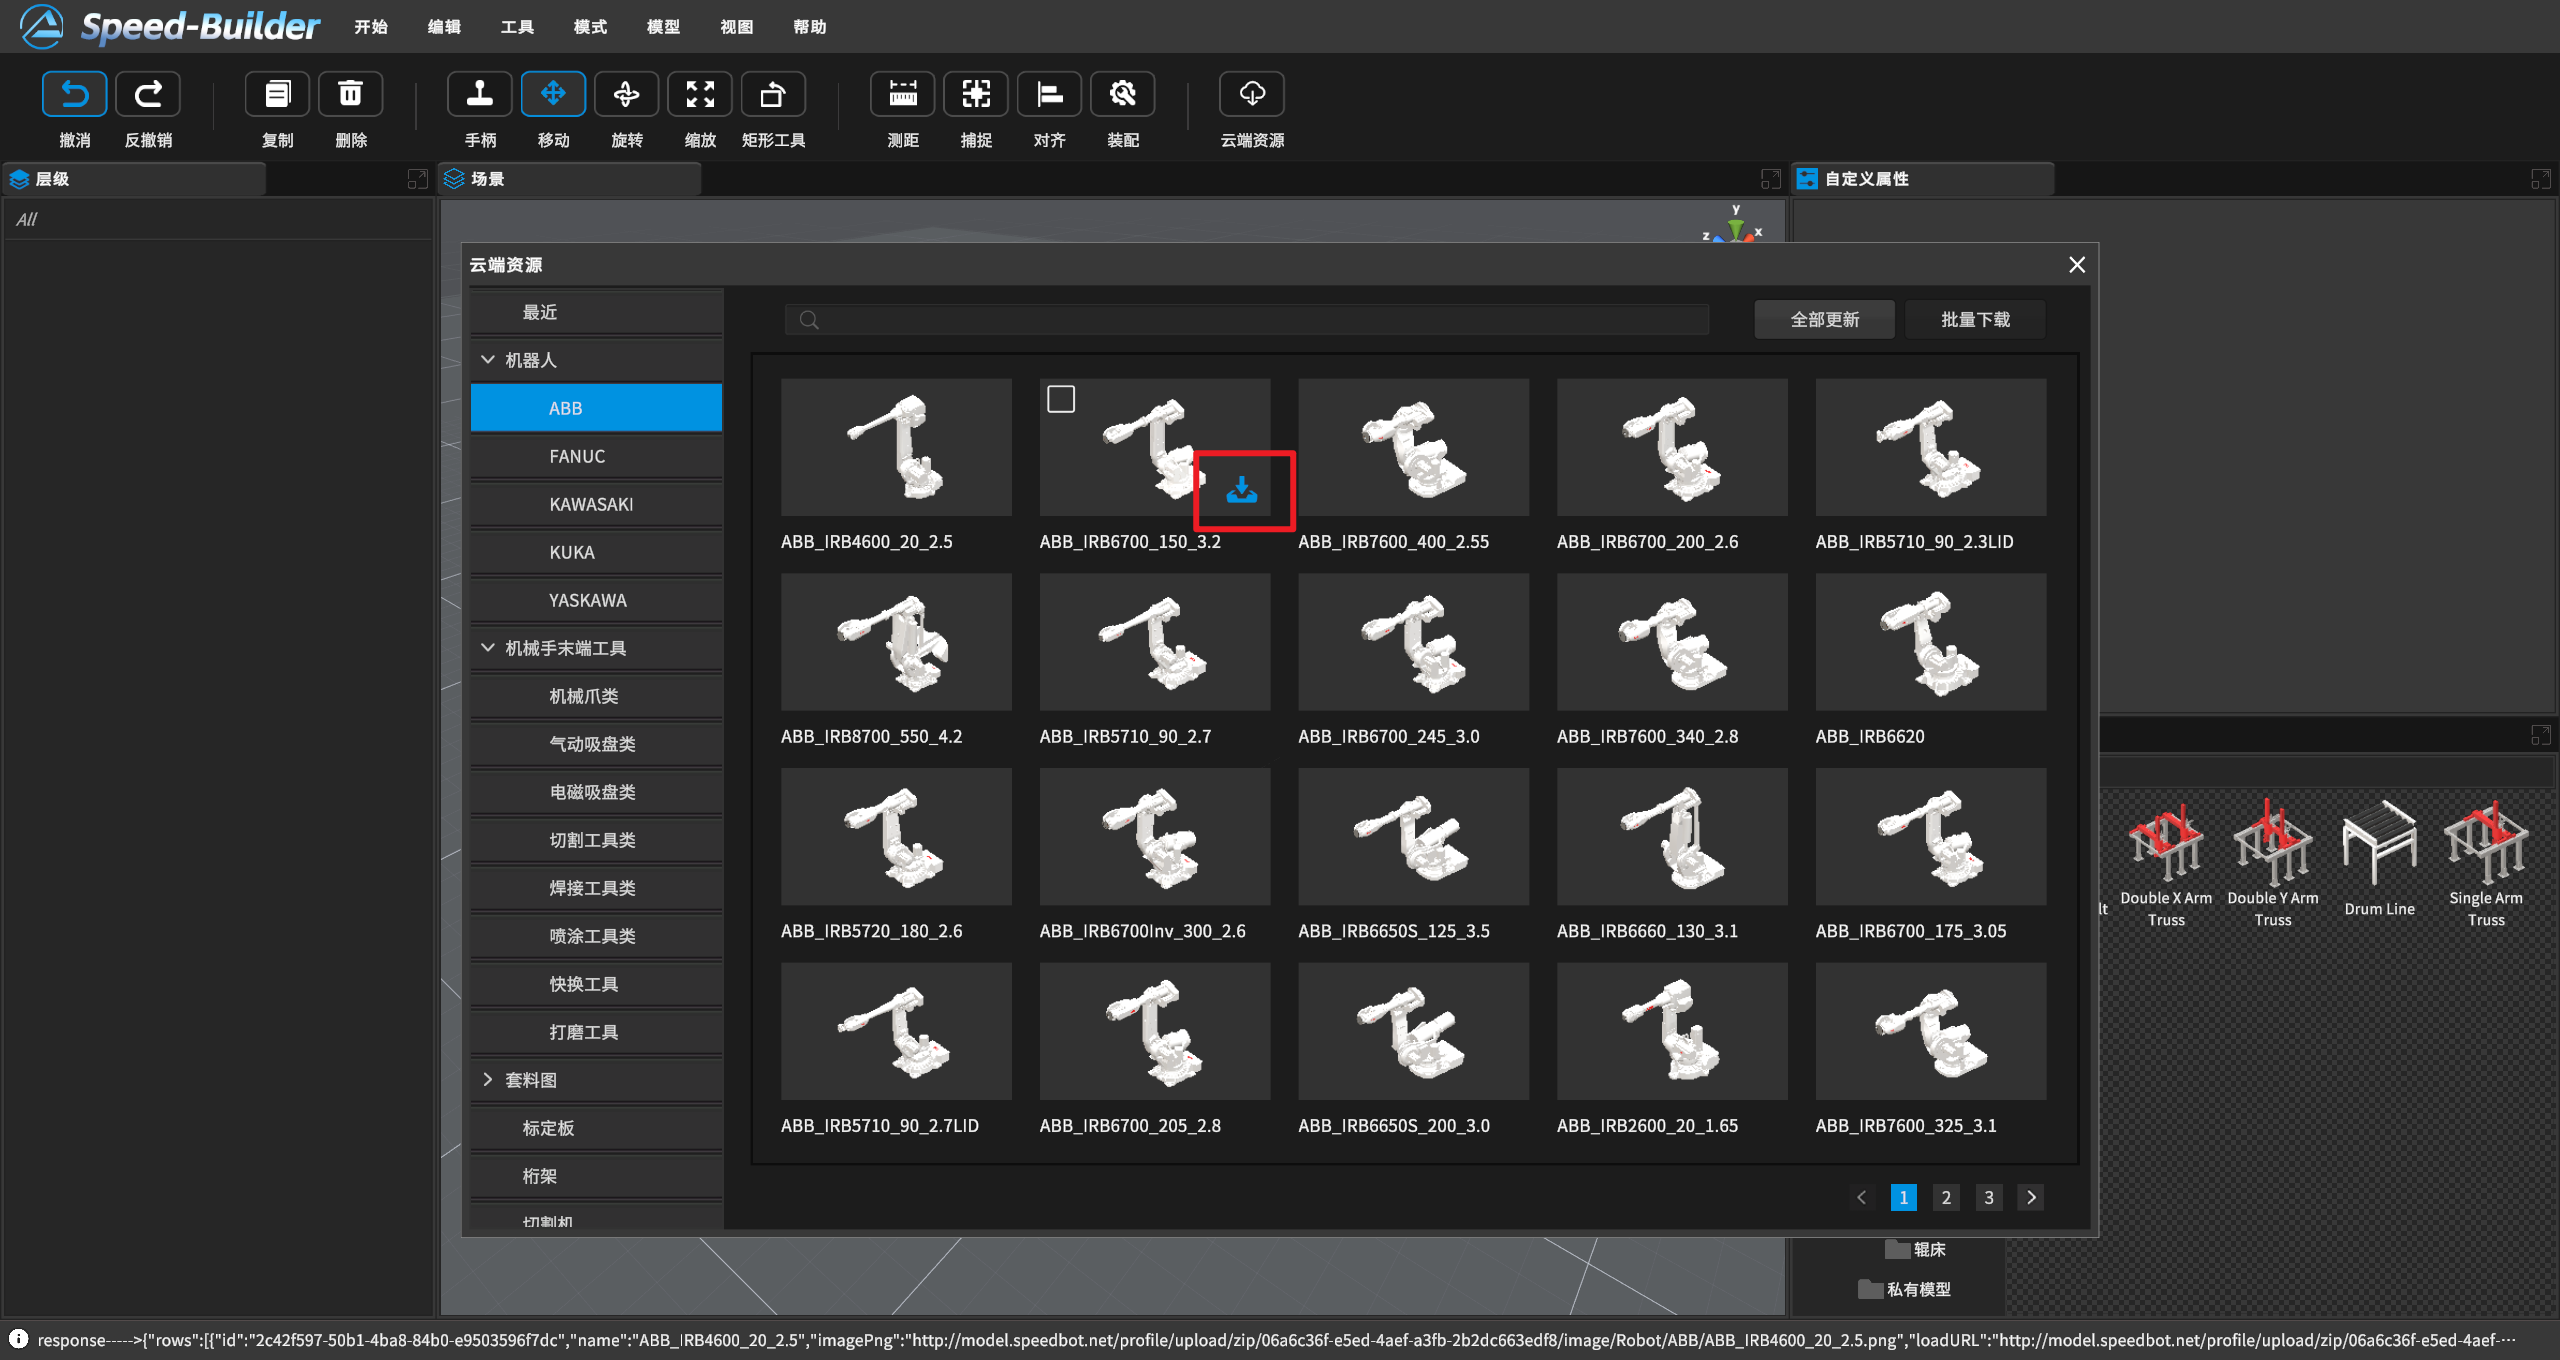 Speed-Builder
开始 编辑 工具 模式 模型 视图 帮助
撤消 反撤销 复制 删除 手柄 移动 旋转 缩放 矩形工具 测距 捕捉 对齐 装配 云端资源
层级
场景
自定义属性
All
y
z x
云端资源
最近
机器人
ABB
FANUC
KAWASAKI
KUKA
YASKAWA
机械手末端工具
机械爪类
气动吸盘类
电磁吸盘类
切割工具类
焊接工具类
喷涂工具类
快换工具
打磨工具
套料图
标定板
桁架
切割机
全部更新 批量下载
ABB_IRB4600_20_2.5 ABB_IRB6700_150_3.2 ABB_IRB7600_400_2.55 ABB_IRB6700_200_2.6 ABB_IRB5710_90_2.3LID
ABB_IRB8700_550_4.2 ABB_IRB5710_90_2.7 ABB_IRB6700_245_3.0 ABB_IRB7600_340_2.8 ABB_IRB6620
ABB_IRB5720_180_2.6 ABB_IRB6700Inv_300_2.6 ABB_IRB6650S_125_3.5 ABB_IRB6660_130_3.1 ABB_IRB6700_175_3.05
ABB_IRB5710_90_2.7LID ABB_IRB6700_205_2.8 ABB_IRB6650S_200_3.0 ABB_IRB2600_20_1.65 ABB_IRB7600_325_3.1
1 2 3
lt
Double X Arm
Truss
Double Y Arm
Truss
Drum Line
Single Arm
Truss
辊床
私有模型
response----->{"rows":[{"id":"2c42f597-50b1-4ba8-84b0-e9503596f7dc","name":"ABB_IRB4600_20_2.5","imagePng":"http://model.speedbot.net/profile/upload/zip/06a6c36f-e5ed-4aef-a3fb-2b2dc663edf8/image/Robot/ABB/ABB_IRB4600_20_2.5.png","loadURL":"http://model.speedbot.net/profile/upload/zip/06a6c36f-e5ed-4aef-···